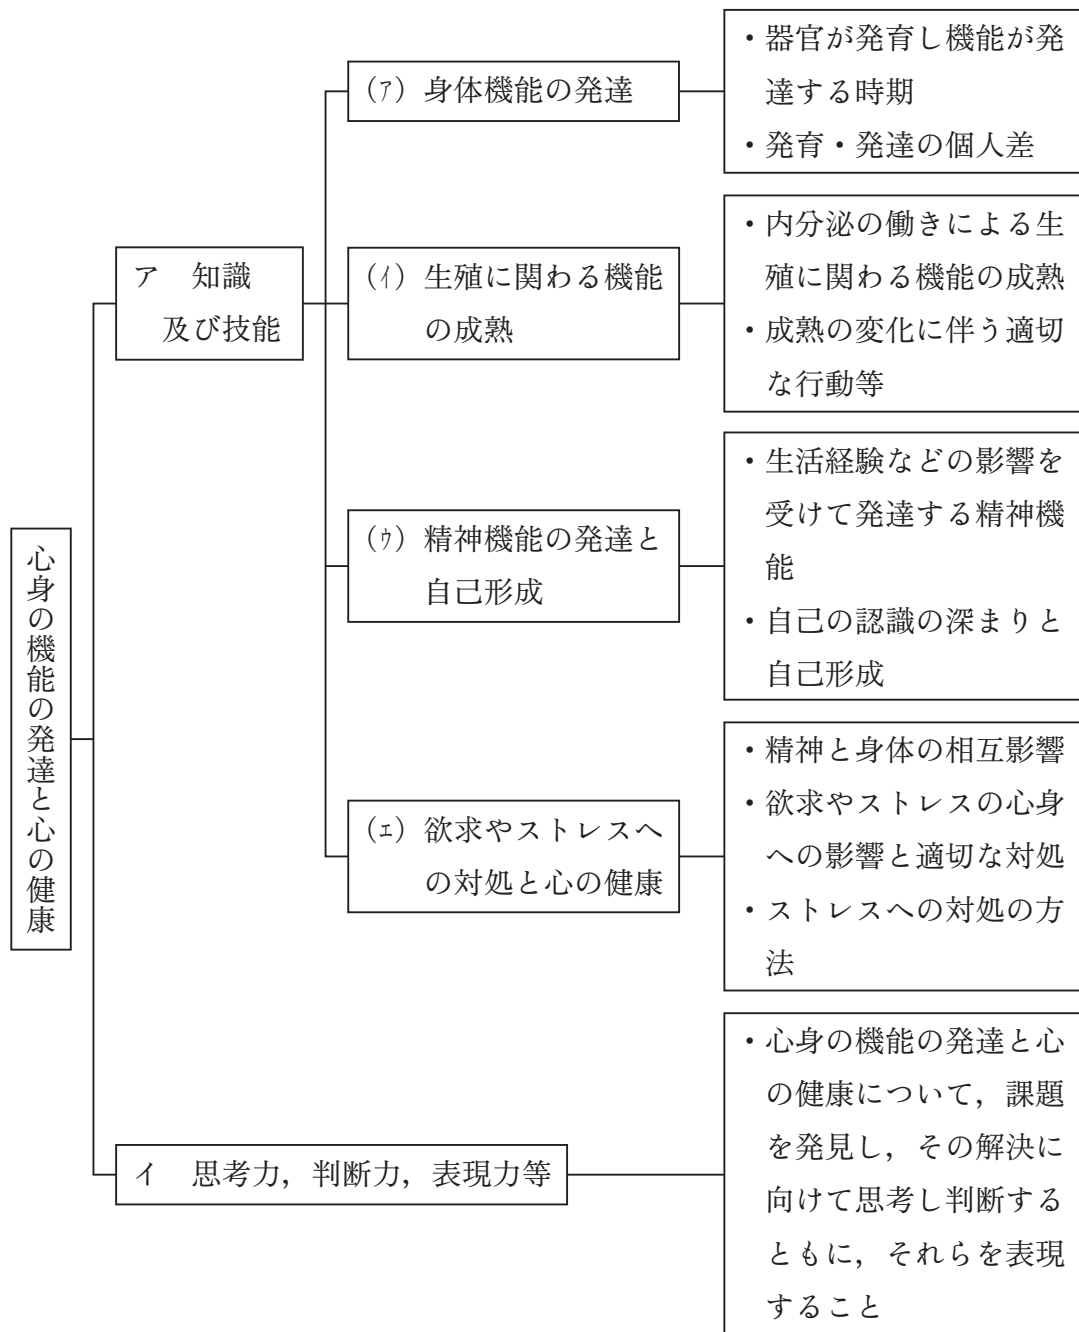 心身の機能の発達と心の健康
ア　知識
及び技能
(ｱ) 身体機能の発達
・器官が発育し機能が発
達する時期
・発育・発達の個人差
(ｲ) 生殖に関わる機能
の成熟
・内分泌の働きによる生
殖に関わる機能の成熟
・成熟の変化に伴う適切
な行動等
(ｳ) 精神機能の発達と
自己形成
・生活経験などの影響を
受けて発達する精神機
能
・自己の認識の深まりと
自己形成
(ｴ) 欲求やストレスへ
の対処と心の健康
・精神と身体の相互影響
・欲求やストレスの心身
への影響と適切な対処
・ストレスへの対処の方
法
イ　思考力，判断力，表現力等
・心身の機能の発達と心
の健康について，課題
を発見し，その解決に
向けて思考し判断する
ともに，それらを表現
すること